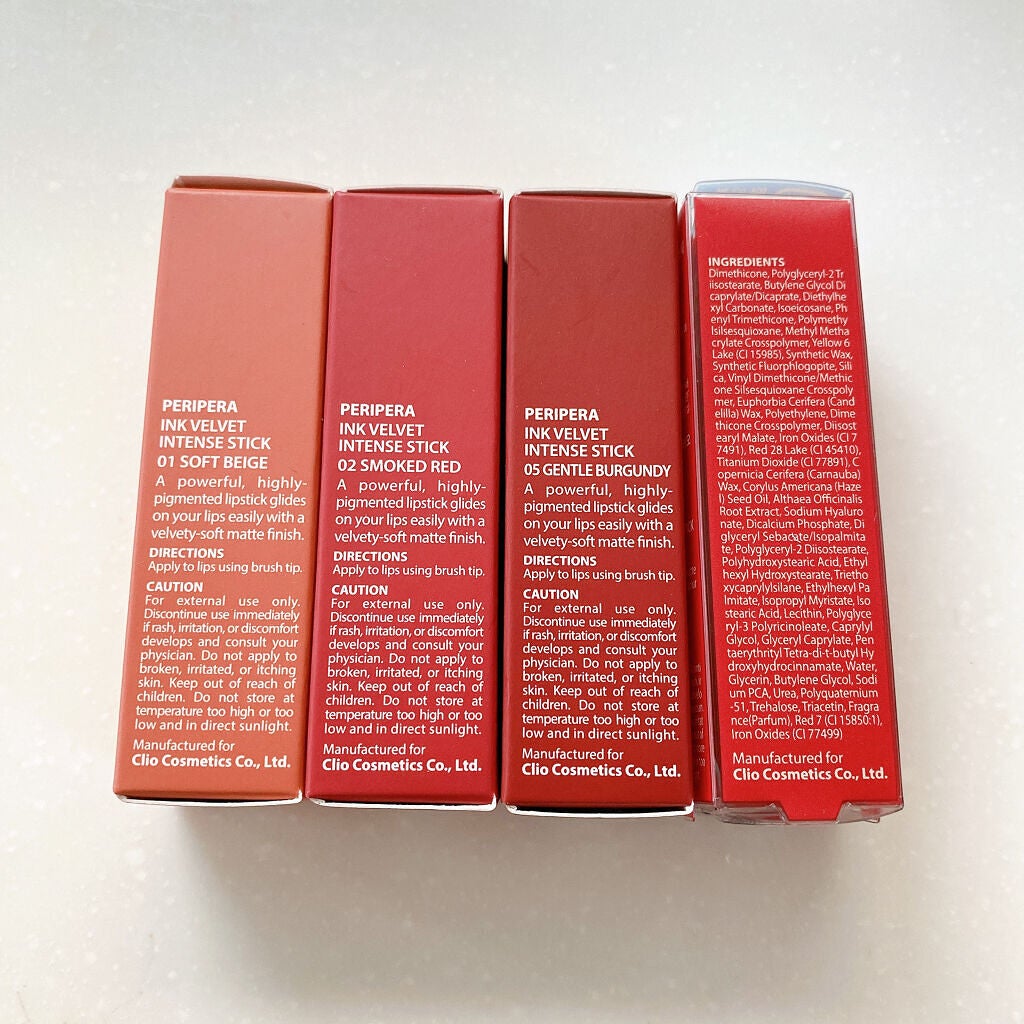 PERIPERA
INK VELVET
INTENSE STICK
01 SOFT BEIGE
A powerful, highly-
pigmented lipstick glides
on your lips easily with a
velvety-soft matte finish.
DIRECTIONS
Apply to lips using brush tip.
CAUTION
For external use only.
Discontinue use immediately
if rash, irritation, or discomfort
develops and consult your
physician. Do not apply to
broken, irritated, or itching
skin. Keep out of reach of
children. Do not store at
temperature too high or too
low and in direct sunlight.
Manufactured for
Clio Cosmetics Co., Ltd.
PERIPERA
INK VELVET
INTENSE STICK
02 SMOKED RED
A powerful, highly-
pigmented lipstick glides
on your lips easily with a
velvety-soft matte finish.
DIRECTIONS
Apply to lips using brush tip.
CAUTION
For external use only.
Discontinue use immediately
if rash, irritation, or discomfort
develops and consult your
physician. Do not apply to
broken, irritated, or itching
skin. Keep out of reach of
children. Do not store at
temperature too high or too
low and in direct sunlight.
Manufactured for
Clio Cosmetics Co., Ltd.
PERIPERA
INK VELVET
INTENSE STICK
05 GENTLE BURGUNDY
A powerful, highly-
pigmented lipstick glides
on your lips easily with a
velvety-soft matte finish.
DIRECTIONS
Apply to lips using brush tip.
CAUTION
For external use only.
Discontinue use immediately
if rash, irritation, or discomfort
develops and consult your
physician. Do not apply to
broken, irritated, or itching
skin. Keep out of reach of
children. Do not store at
temperature too high or too
low and in direct sunlight.
Manufactured for
Clio Cosmetics Co., Ltd.
INGREDIENTS
Dimethicone, Polyglyceryl-2 Tr
iisostearate, Butylene Glycol Di
caprylate/Dicaprate, Diethylhe
xyl Carbonate, Isoeicosane, Ph
enyl Trimethicone, Polymethy
lsilsesquioxane, Methyl Metha
crylate Crosspolymer, Yellow 6
Lake (CI 15985), Synthetic Wax,
Synthetic Fluorphlogopite, Sili
ca, Vinyl Dimethicone/Methic
one Silsesquioxane Crosspoly
mer, Euphorbia Cerifera (Cand
elilla) Wax, Polyethylene, Dime
thicone Crosspolymer, Diisost
earyl Malate, Iron Oxides (CI 7
7491), Red 28 Lake (CI 45410),
Titanium Dioxide (CI 77891), C
opernicia Cerifera (Carnauba)
Wax, Corylus Americana (Haze
l) Seed Oil, Althaea Officinalis
Root Extract, Sodium Hyaluro
nate, Dicalcium Phosphate, Di
glyceryl Sebacate/Isopalmita
te, Polyglyceryl-2 Diisostearate,
Polyhydroxystearic Acid, Ethyl
hexyl Hydroxystearate, Trietho
xycaprylylsilane, Ethylhexyl Pa
lmitate, Isopropyl Myristate, Iso
stearic Acid, Lecithin, Polyglyce
ryl-3 Polyricinoleate, Caprylyl
Glycol, Glyceryl Caprylate, Pen
taerythrityl Tetra-di-t-butyl Hy
droxyhydrocinnamate, Water,
Glycerin, Butylene Glycol, Sodi
um PCA, Urea, Polyquaternium
-51, Trehalose, Triacetin, Fragra
nce(Parfum), Red 7 (CI 15850:1),
Iron Oxides (CI 77499)
Manufactured for
Clio Cosmetics Co., Ltd.